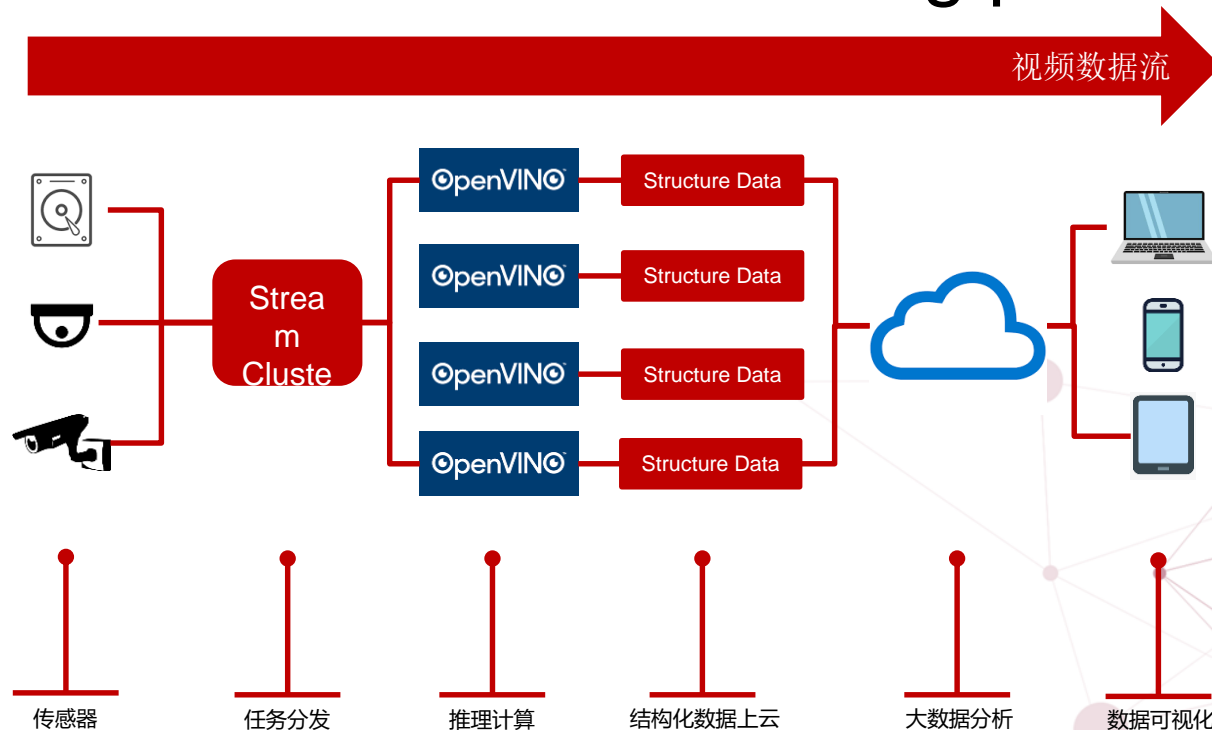 视频数据流
OpenVINO
Structure Data
OpenVINO
Structure Data
Strea
m
Cluste
OpenVINO
Structure Data
OpenVINO
Structure Data
传感器
任务分发
推理计算
结构化数据上云
大数据分析
数据可视化